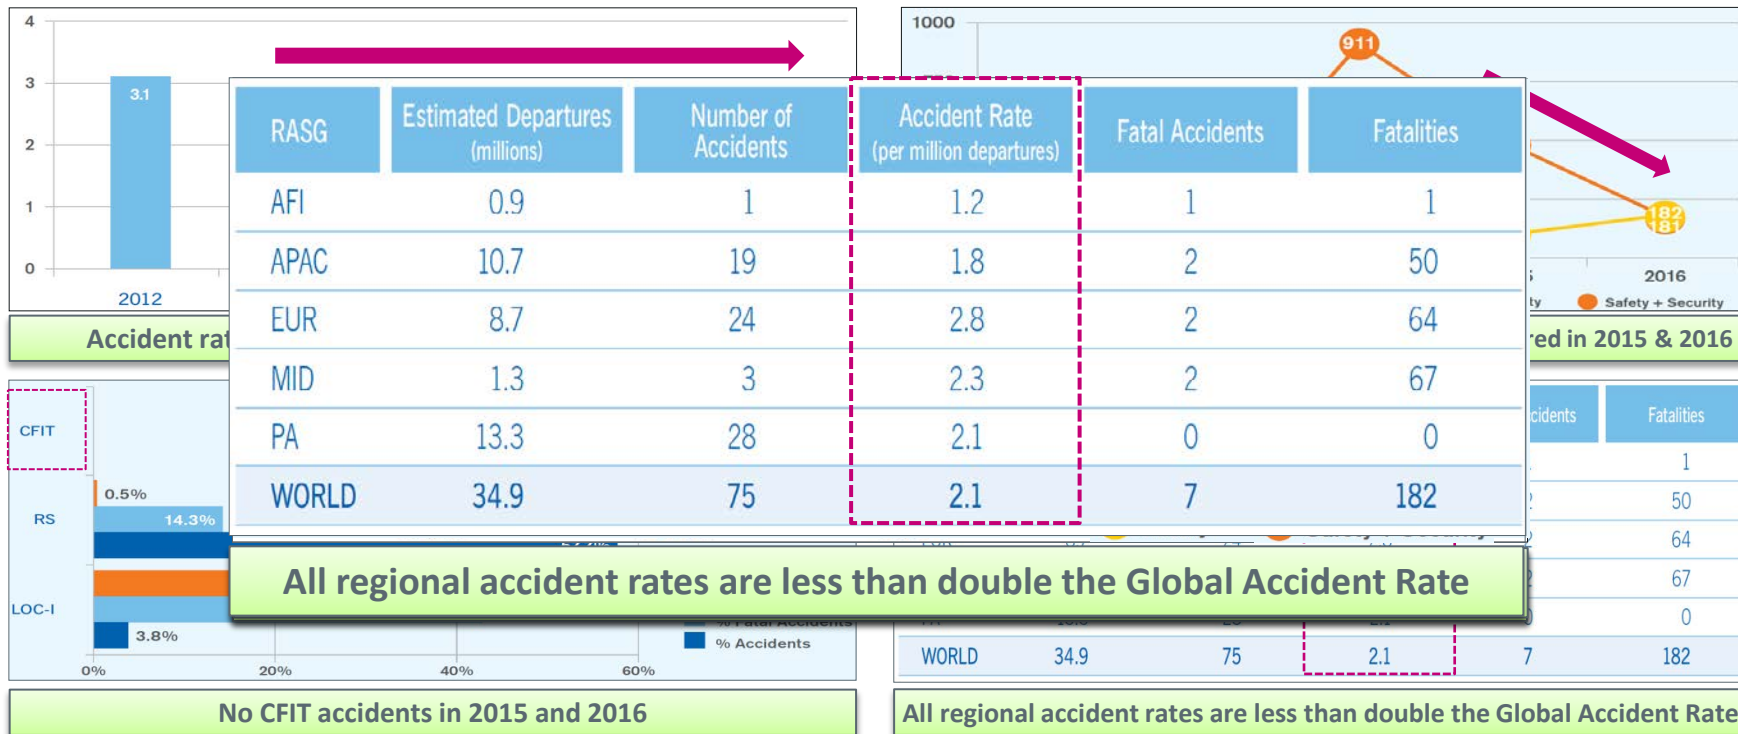 4
3
2
1
0
3.1
2012
1000
911
182
181
2016
Safety + Security
RASG Estimated Departures (millions) Number of Accidents Accident Rate (per million departures) Fatal Accidents Fatalities
AFI 0.9 1 1.2 1 1
APAC 10.7 19 1.8 2 50
EUR 8.7 24 2.8 2 64
MID 1.3 3 2.3 2 67
PA 13.3 28 2.1 0 0
WORLD 34.9 75 2.1 7 182
All regional accident rates are less than double the Global Accident Rate
Accident
in 2015 & 2016
CFIT
RS
LOC-I
0.5%
14.3%
3.8%
% Fatal Accidents
% Accidents
0% 20% 40% 60%
No CFIT accidents in 2015 and 2016
Fatalities
1
50
64
67
0
WORLD 34.9 75 2.1 7 182
All regional accident rates are less than double the Global Accident Rate